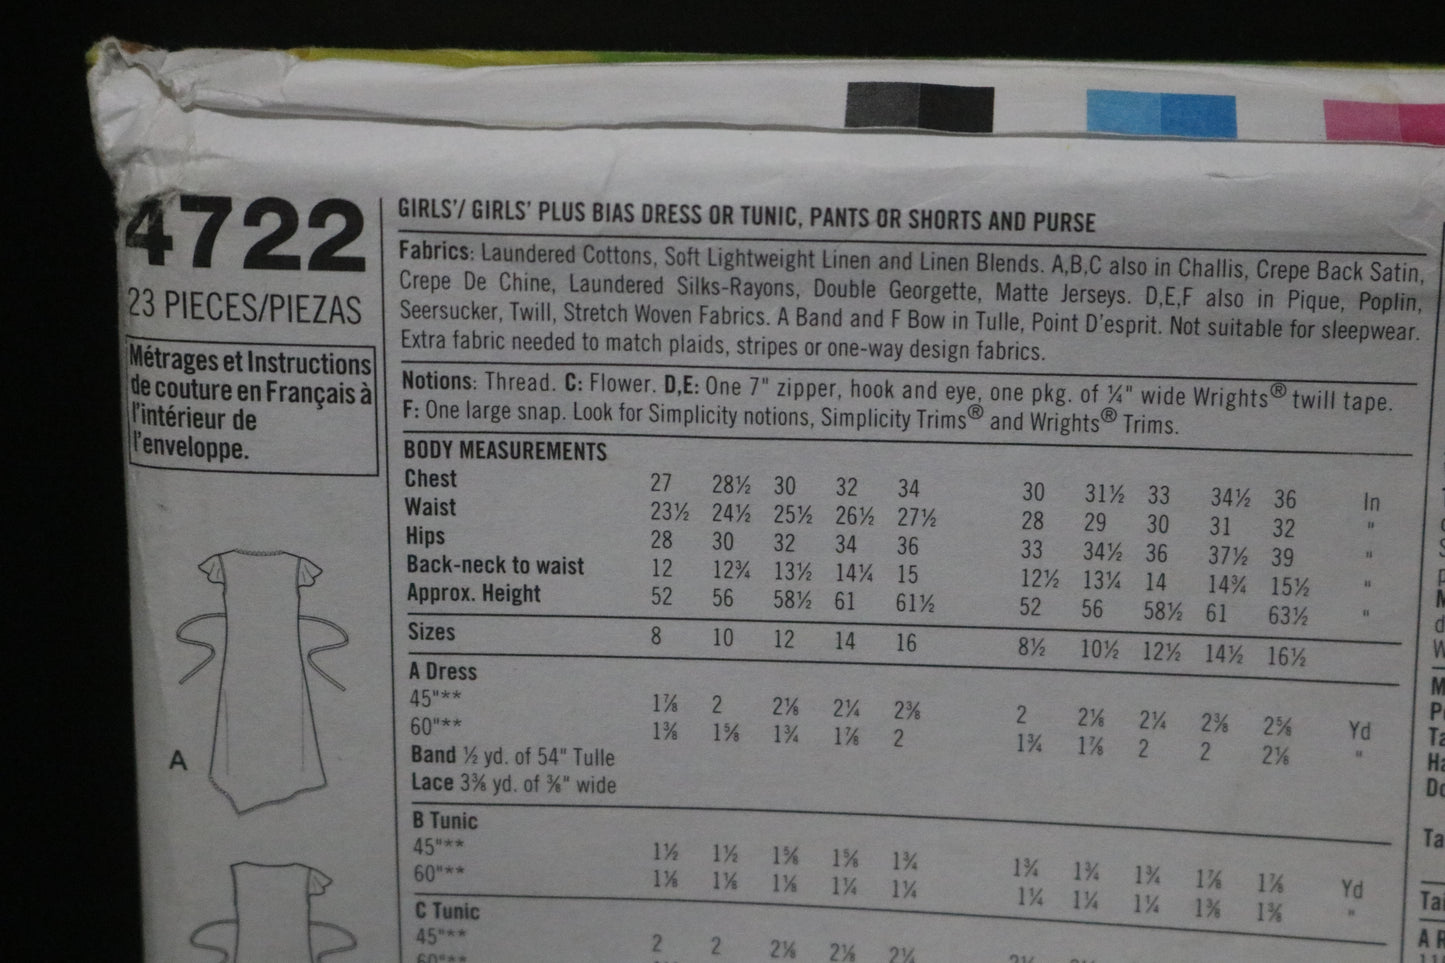 4722
23 PIECES/PIEZAS
Métrages et Instructions
de couture en Français à
l'intérieur de
l'enveloppe.
A
GIRLS'/ GIRLS' PLUS BIAS DRESS OR TUNIC, PANTS OR SHORTS AND PURSE
Fabrics: Laundered Cottons, Soft Lightweight Linen and Linen Blends. A,B,C also in Challis, Crepe Back Satin,
Crepe De Chine, Laundered Silks-Rayons, Double Georgette, Matte Jerseys. D,E,F also in Pique, Poplin,
Seersucker, Twill, Stretch Woven Fabrics. A Band and F Bow in Tulle, Point D'esprit. Not suitable for sleepwear.
Extra fabric needed to match plaids, stripes or one-way design fabrics.
Notions: Thread. C: Flower. D,E: One 7" zipper, hook and eye, one pkg. of ¼" wide Wrights® twill tape.
F: One large snap. Look for Simplicity notions, Simplicity Trims® and Wrights® Trims.
BODY MEASUREMENTS
Chest 27 28½ 30 32 34 30 31½ 33 34½ 36 In
Waist 23½ 24½ 25½ 26½ 27½ 28 29 30 31 32 "
Hips 28 30 32 34 36 33 34½ 36 37½ 39 "
Back-neck to waist 12 12¾ 13½ 14¼ 15 12½ 13¼ 14 14¾ 15½ "
Approx. Height 52 56 58½ 61 61½ 52 56 58½ 61 63½ "
Sizes 8 10 12 14 16 8½ 10½ 12½ 14½ 16½
A Dress
45"** 1⅞ 2 2⅛ 2¼ 2⅜ 2 2⅛ 2¼ 2⅜ 2⅝ Yd
60"** 1⅜ 1⅝ 1¾ 1⅞ 2 1¾ 1⅞ 2 2 2⅛ "
Band ½ yd. of 54" Tulle
Lace 3⅜ yd. of ⅜" wide
B Tunic
45"** 1½ 1½ 1⅝ 1⅝ 1¾ 1¾ 1¾ 1¾ 1⅞ 1⅞ Yd
60"** 1⅛ 1⅛ 1⅛ 1¼ 1¼ 1¼ 1¼ 1¼ 1⅜ 1⅜ "
C Tunic
45"** 2 2 2⅛ 2⅛ 2¼
60"**